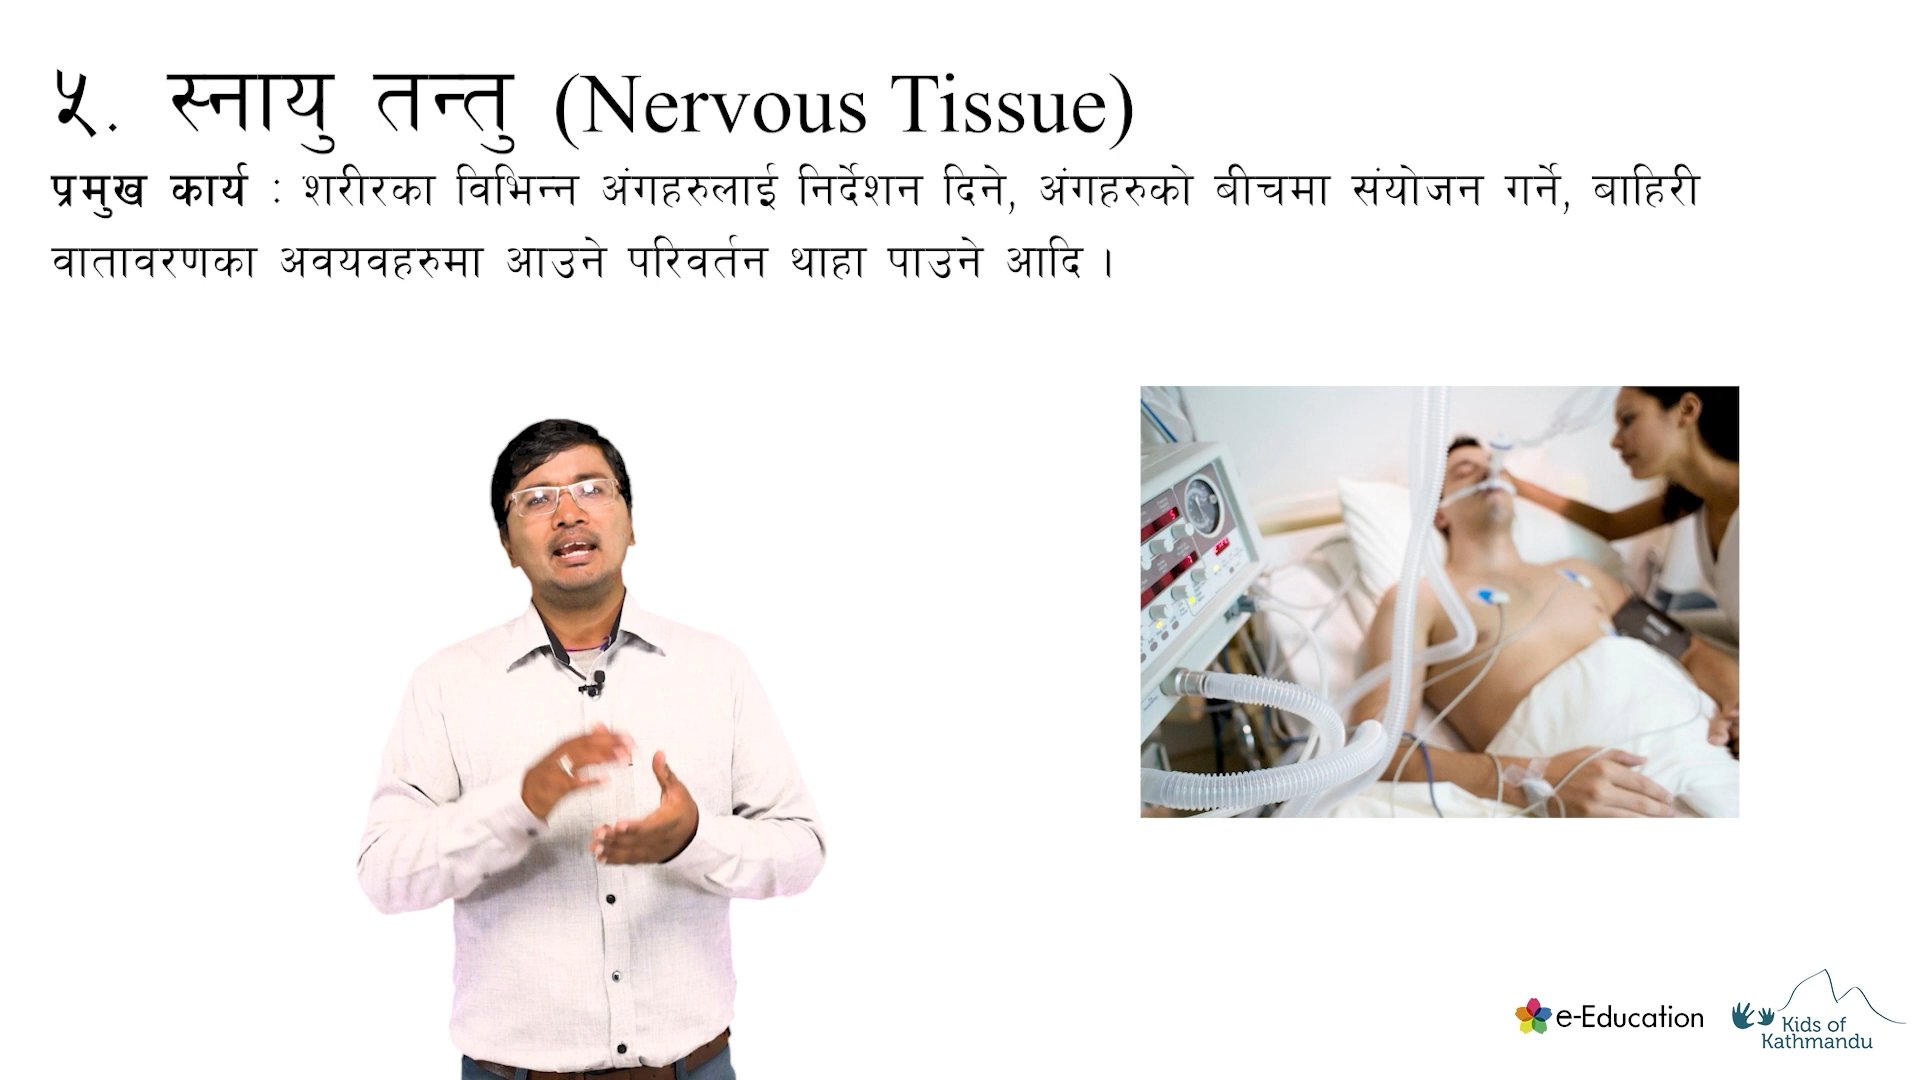 ५. स्नायु तन्तु (Nervous Tissue)
प्रमुख कार्य : शरीरका विभिन्न अंगहरुलाई निर्देशन दिने, अंगहरुको बीचमा संयोजन गर्ने, बाहिरी
वातावरणका अवयवहरुमा आउने परिवर्तन थाहा पाउने आदि ।
e-Education
Kids of
Kathmandu